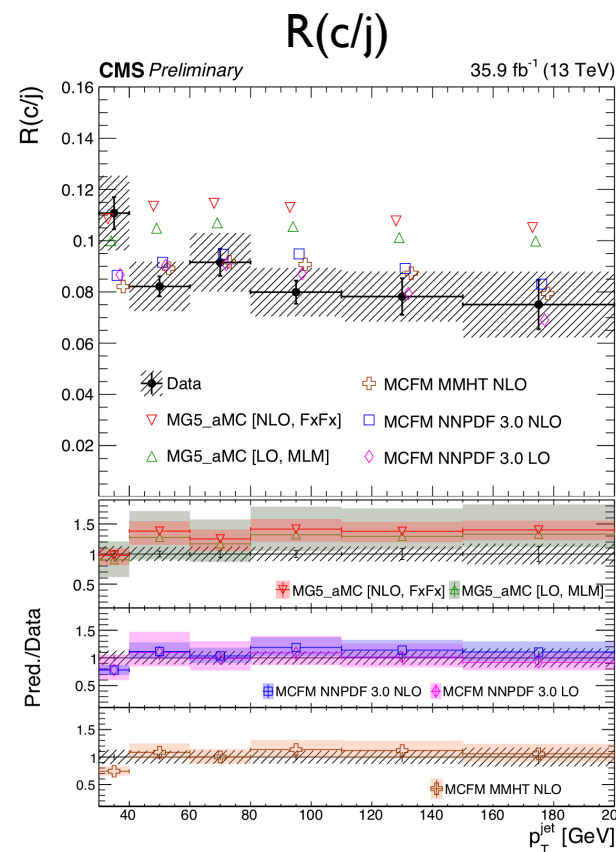 R(c/j)
CMS Preliminary 35.9 fb⁻¹ (13 TeV)
R(c/j)
0.16
0.14
0.12
0.1
0.08
0.06
0.04
0.02
Data
MG5_aMC [NLO, FxFx]
MG5_aMC [LO, MLM]
MCFM MMHT NLO
MCFM NNPDF 3.0 NLO
MCFM NNPDF 3.0 LO
Pred./Data
1.5
1
0.5
MG5_aMC [NLO, FxFx] MG5_aMC [LO, MLM]
1.5
1
0.5
MCFM NNPDF 3.0 NLO MCFM NNPDF 3.0 LO
1.5
1
0.5
MCFM MMHT NLO
40 60 80 100 120 140 160 180
p_T^jet [GeV]